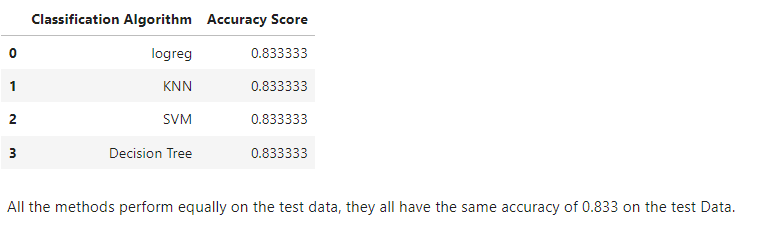 Classification Algorithm Accuracy Score
0 logreg 0.833333
1 KNN 0.833333
2 SVM 0.833333
3 Decision Tree 0.833333
All the methods perform equally on the test data, they all have the same accuracy of 0.833 on the test Data.